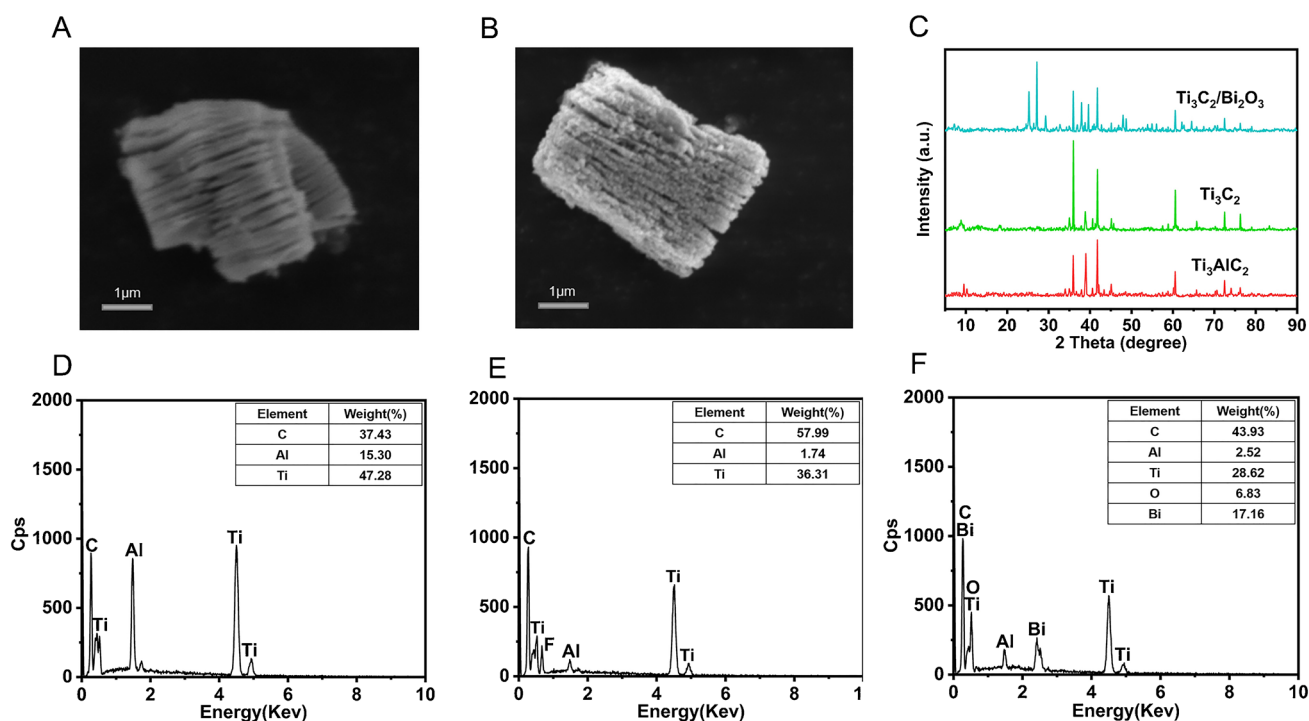 A
B
C
1μm
1μm
Intensity (a.u.)
Ti₃C₂/Bi₂O₃
Ti₃C₂
Ti₃AlC₂
10 20 30 40 50 60 70 80 90
2 Theta (degree)
D
Cps
2000
1500
1000
500
0
Element Weight(%)
C 37.43
Al 15.30
Ti 47.28
C
Ti
Al
Ti
Ti
0 2 4 6 8 10
Energy(Kev)
E
2000
1500
1000
500
0
Element Weight(%)
C 57.99
Al 1.74
Ti 36.31
C
Ti
F
Al
Ti
Ti
0 2 4 6 8 1
Energy(Kev)
F
Cps
2000
1500
1000
500
0
Element Weight(%)
C 43.93
Al 2.52
Ti 28.62
O 6.83
Bi 17.16
C
Bi
O
Ti
Al
Bi
Ti
Ti
0 2 4 6 8 10
Energy(Kev)